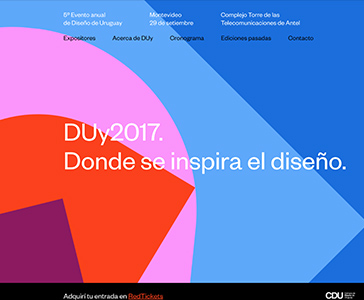 5º Evento anual
de Diseño de Uruguay
Montevideo
29 de setiembre
Complejo Torre de las
Telecomunicaciones de Antel
Expositores
Acerca de DUy
Cronograma
Ediciones pasadas
Contacto
DUy2017.
Donde se inspira el diseño.
Adquirí tu entrada en RedTickets
CDU